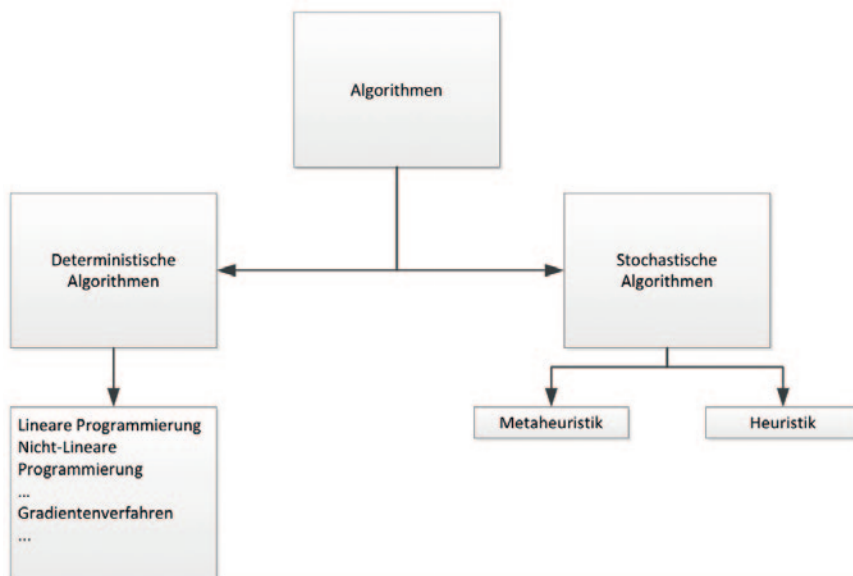 Algorithmen
Deterministische
Algorithmen
Stochastische
Algorithmen
Lineare Programmierung
Nicht-Lineare
Programmierung
...
Gradientenverfahren
...
Metaheuristik
Heuristik